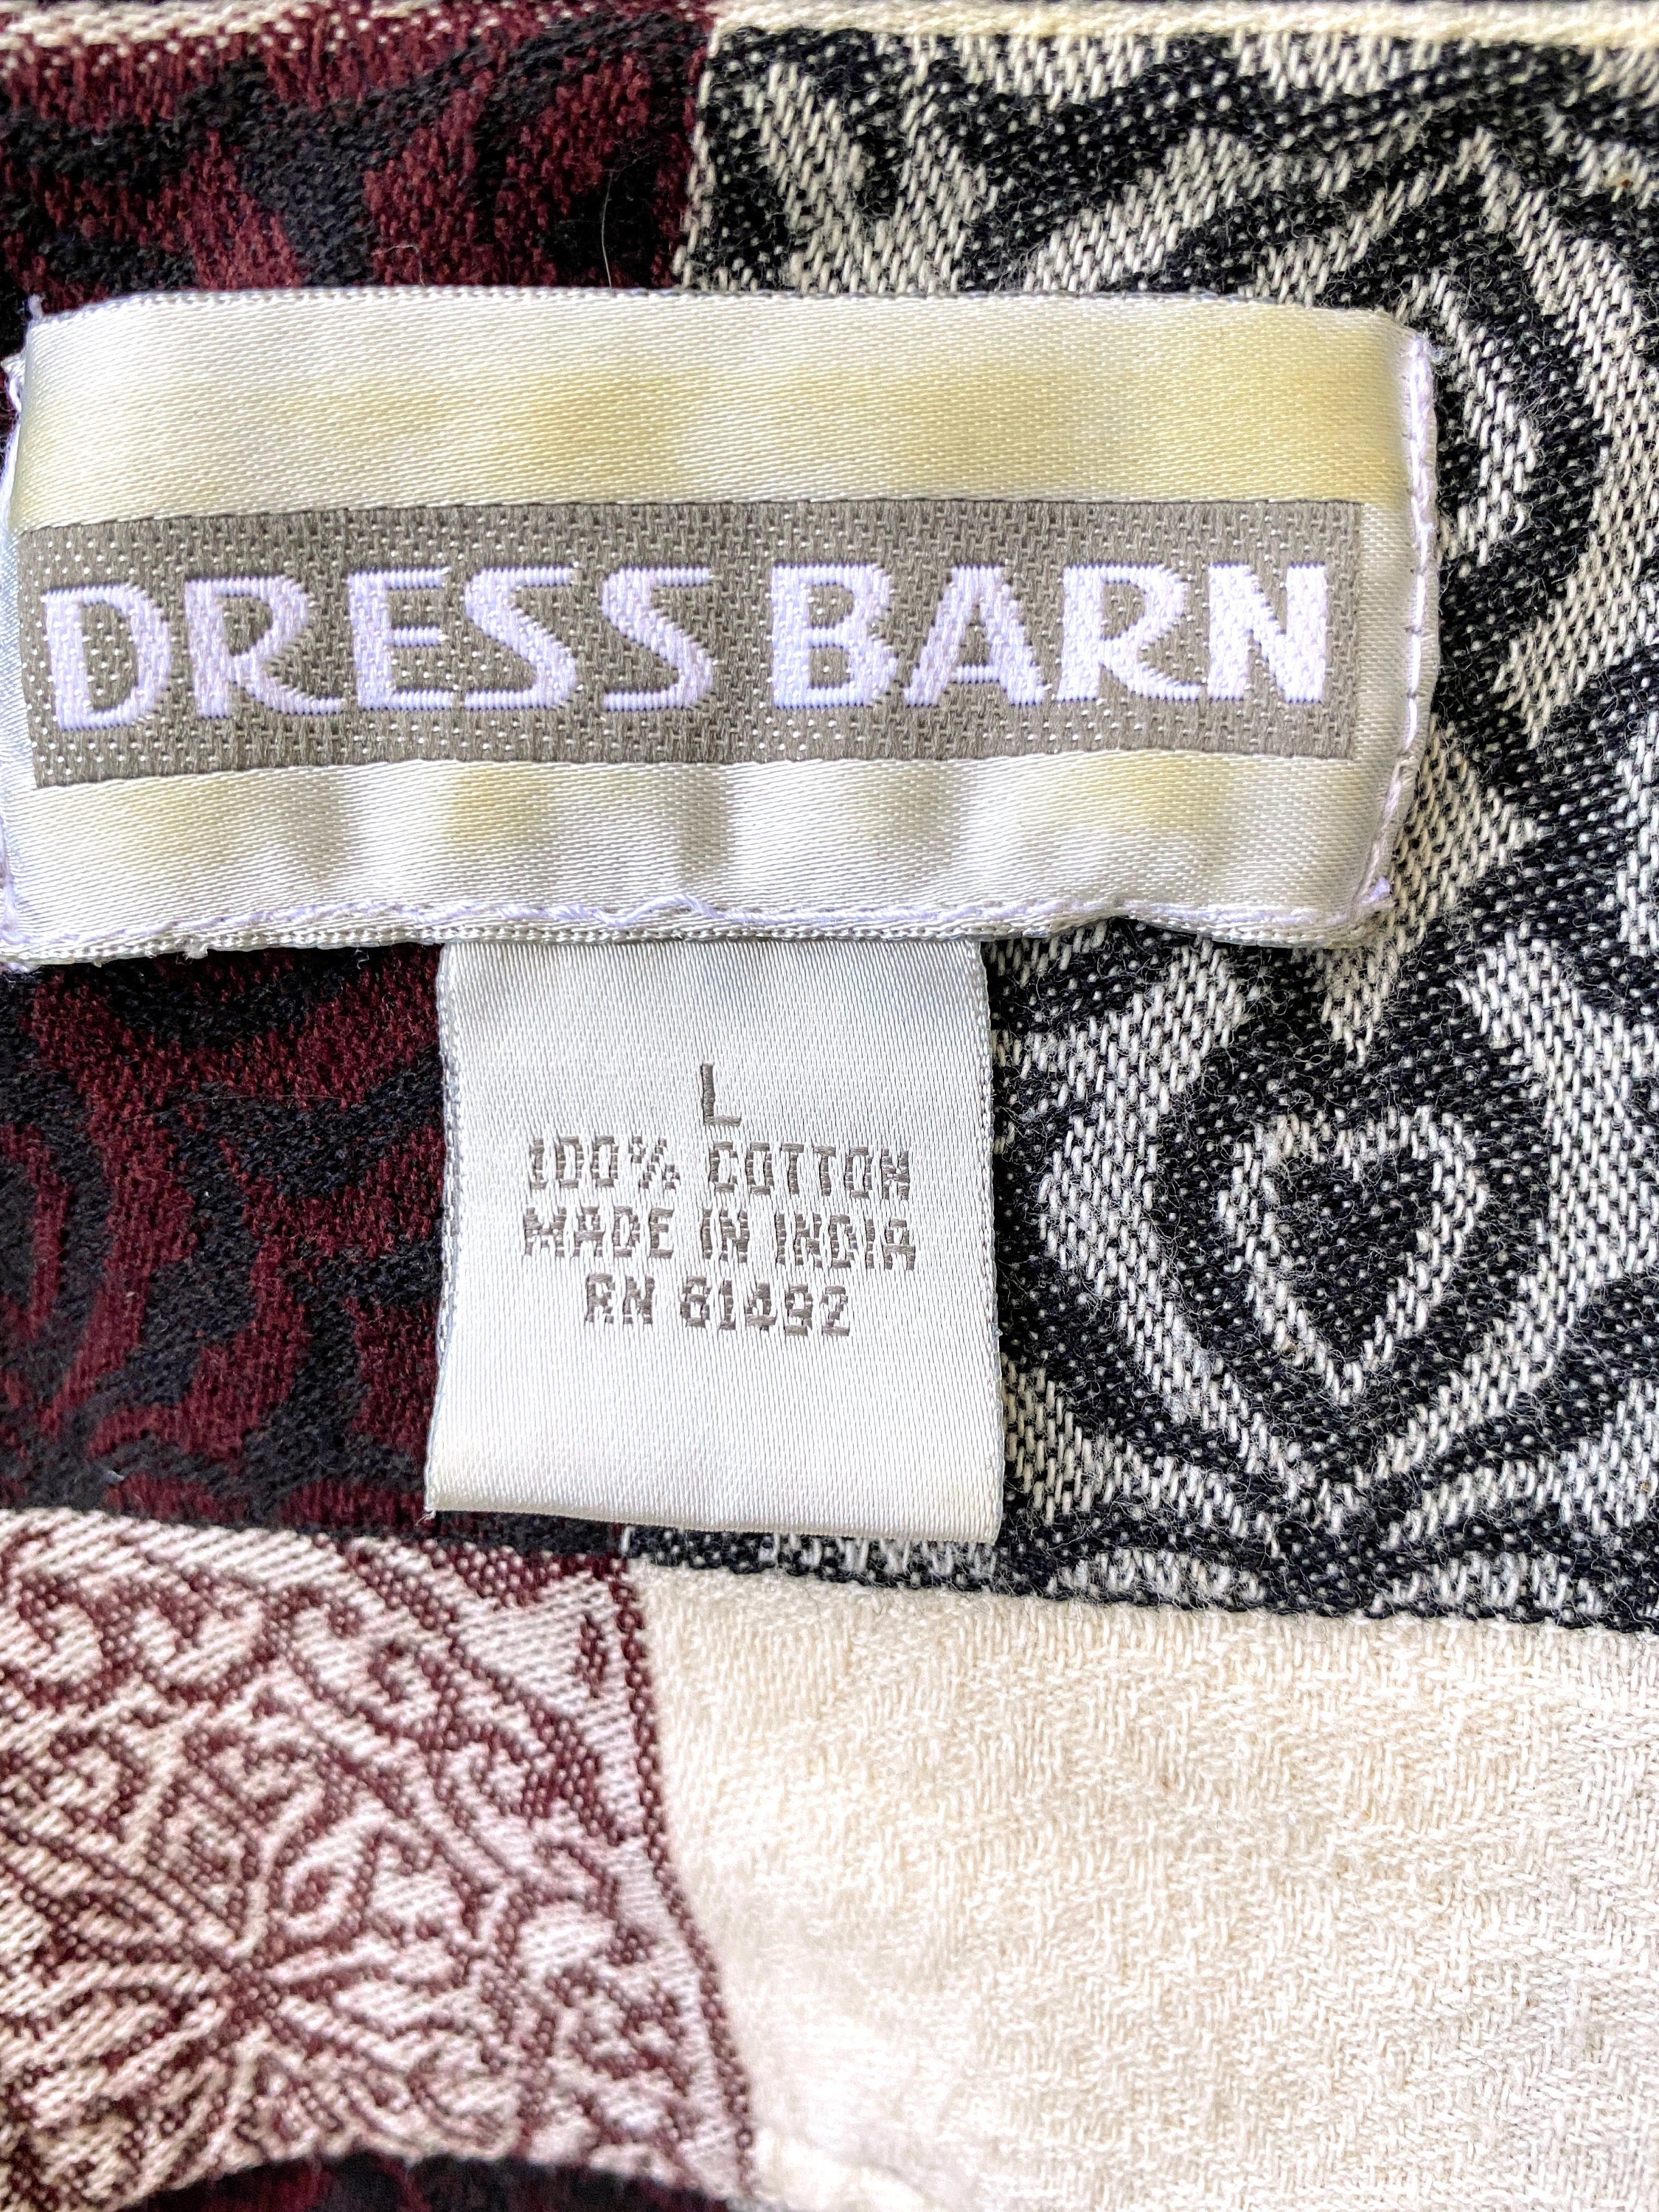 DRESS BARN
L
100% COTTON
MADE IN INDIA
RN 61492